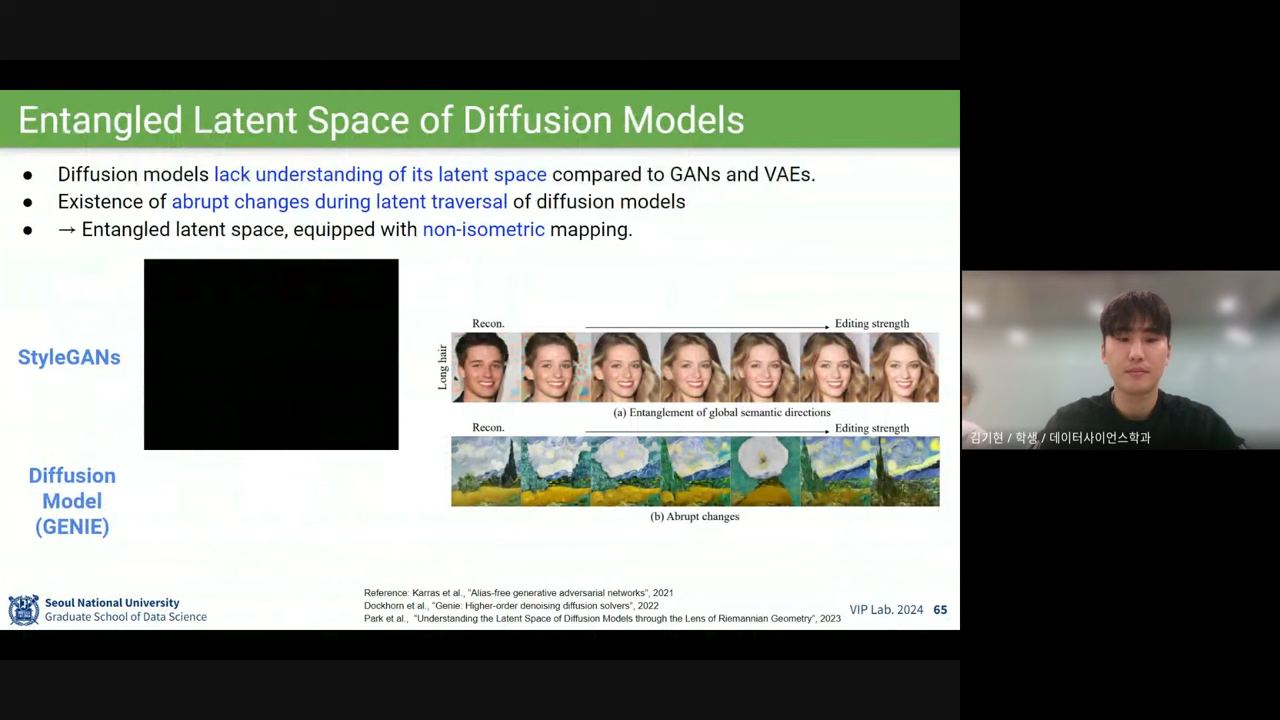 Entangled Latent Space of Diffusion Models
● Diffusion models lack understanding of its latent space compared to GANs and VAEs.
● Existence of abrupt changes during latent traversal of diffusion models
● → Entangled latent space, equipped with non-isometric mapping.
StyleGANs
Diffusion
Model
(GENIE)
Recon.
Editing strength
Long hair
(a) Entanglement of global semantic directions
Recon.
Editing strength
(b) Abrupt changes
김기현 / 학생 / 데이터사이언스학과
Reference: Karras et al., "Alias-free generative adversarial networks", 2021
Dockhorn et al., "Genie: Higher-order denoising diffusion solvers", 2022
Park et al., "Understanding the Latent Space of Diffusion Models through the Lens of Riemannian Geometry", 2023
Seoul National University
Graduate School of Data Science
VIP Lab. 2024 65